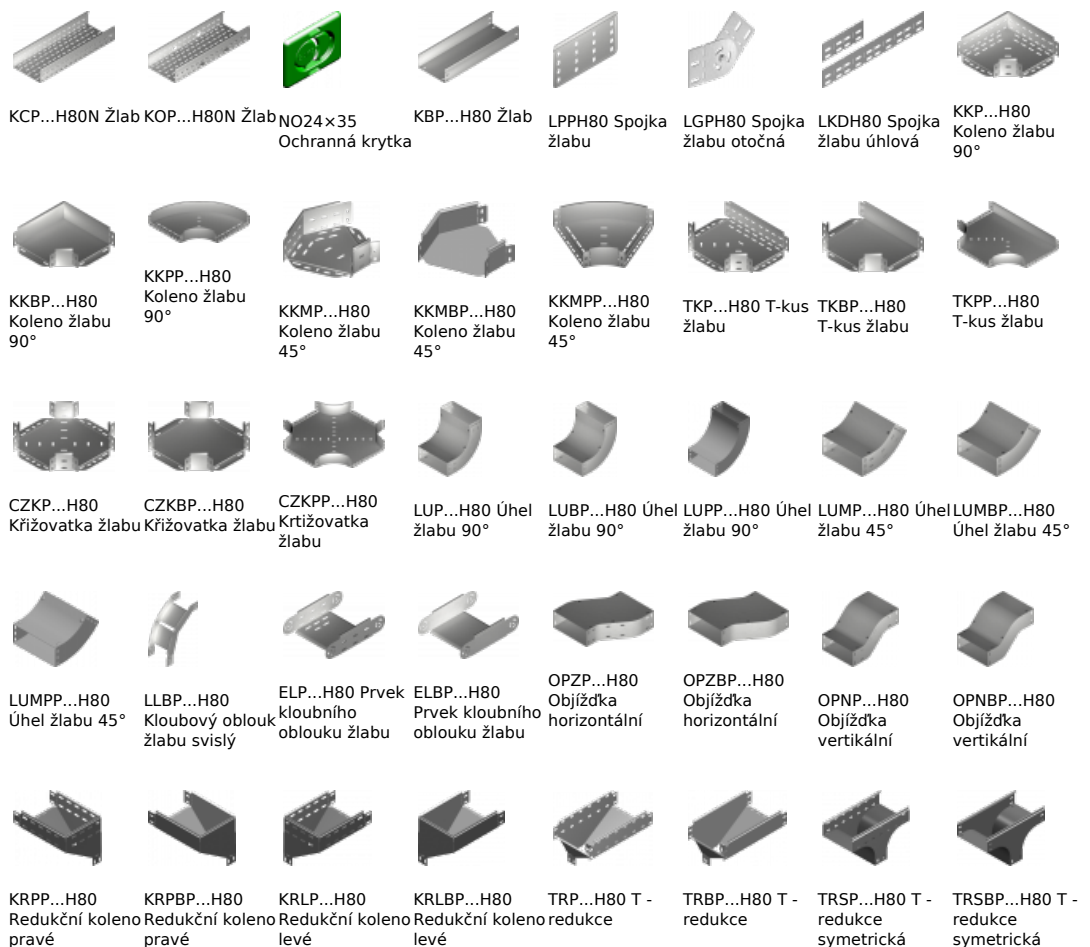 KCP...H80N Žlab
KOP...H80N Žlab
NO24×35
Ochranná krytka
KBP...H80 Žlab
LPPH80 Spojka
žlabu
LGPH80 Spojka
žlabu otočná
LKDH80 Spojka
žlabu úhlová
KKP...H80
Koleno žlabu
90°
KKBP...H80
Koleno žlabu
90°
KKPP...H80
Koleno žlabu
90°
KKMP...H80
Koleno žlabu
45°
KKMBP...H80
Koleno žlabu
45°
KKMPP...H80
Koleno žlabu
45°
TKP...H80 T-kus
žlabu
TKBP...H80
T-kus žlabu
TKPP...H80
T-kus žlabu
CZKP...H80
Křižovatka žlabu
CZKBP...H80
Křižovatka žlabu
CZKPP...H80
Krtižovatka
žlabu
LUP...H80 Úhel
žlabu 90°
LUBP...H80 Úhel
žlabu 90°
LUPP...H80 Úhel
žlabu 90°
LUMP...H80 Úhel
žlabu 45°
LUMBP...H80
Úhel žlabu 45°
LUMPP...H80
Úhel žlabu 45°
LLBP...H80
Kloubový oblouk
žlabu svislý
ELP...H80 Prvek
kloubního
oblouku žlabu
ELBP...H80
Prvek kloubního
oblouku žlabu
OPZP...H80
Objížďka
horizontální
OPZBP...H80
Objížďka
horizontální
OPNP...H80
Objížďka
vertikální
OPNBP...H80
Objížďka
vertikální
KRPP...H80
Redukční koleno
pravé
KRPBP...H80
Redukční koleno
pravé
KRLP...H80
Redukční koleno
levé
KRLBP...H80
Redukční koleno
levé
TRP...H80 T -
redukce
TRBP...H80 T -
redukce
TRSP...H80 T -
redukce
symetrická
TRSBP...H80 T -
redukce
symetrická